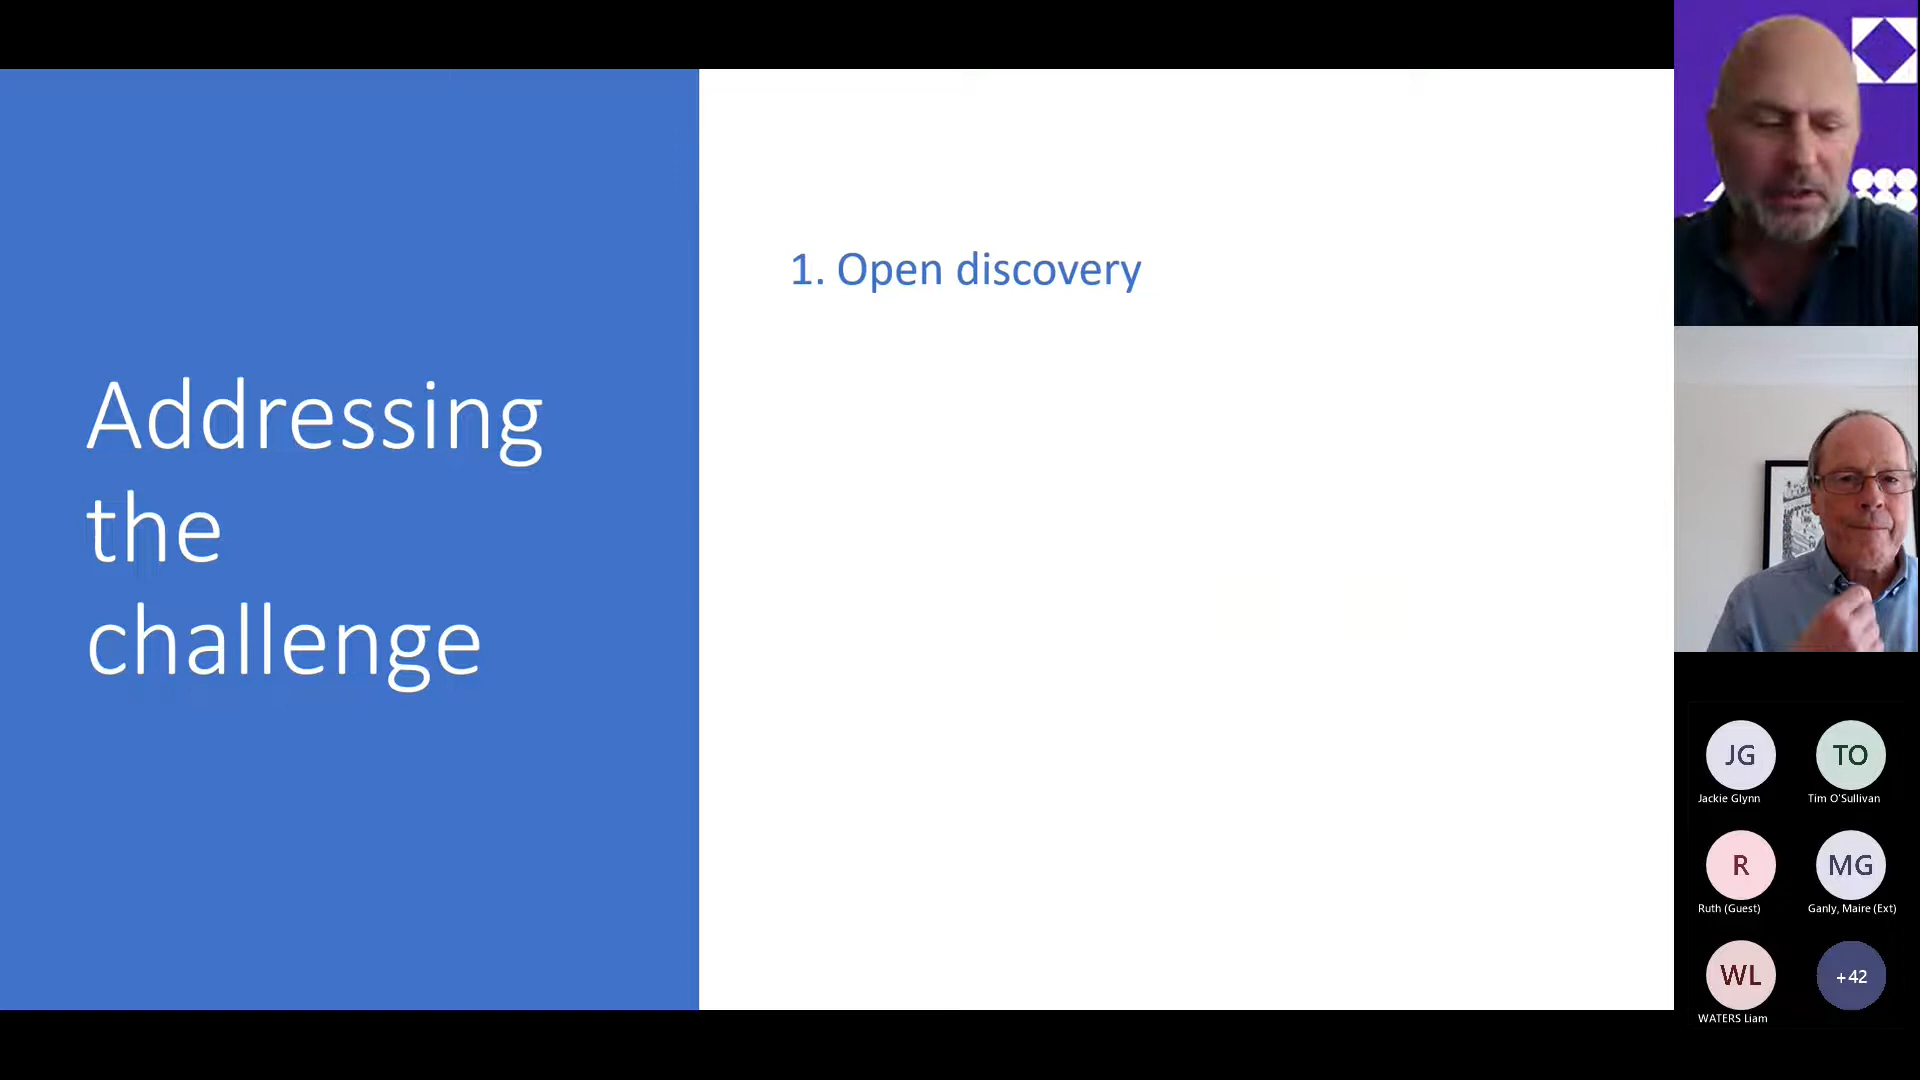 Addressing
the
challenge
1. Open discovery
JG
TO
Jackie Glynn
Tim O'Sullivan
R
MG
Ruth (Guest)
Ganly, Maire (Ext)
WL
+42
WATERS Liam